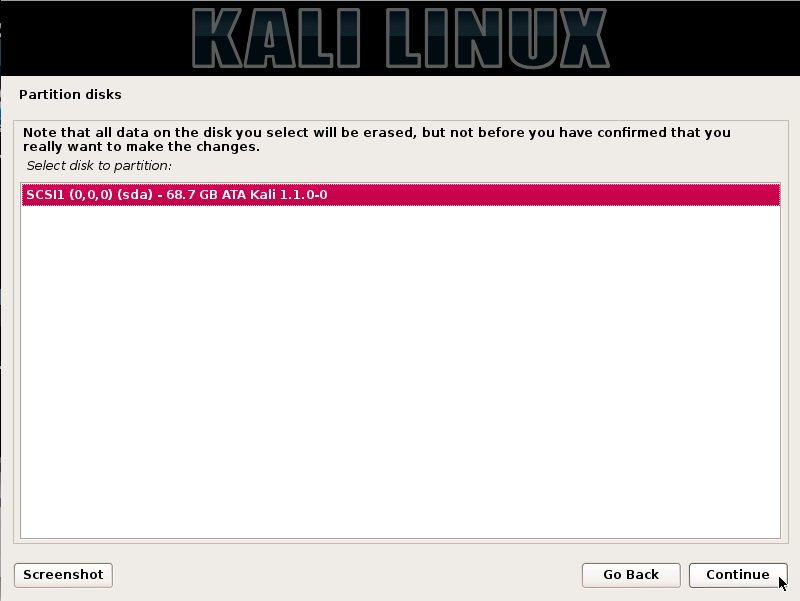 KALI LINUX
Partition disks
Note that all data on the disk you select will be erased, but not before you have confirmed that you
really want to make the changes.
Select disk to partition:
SCSI1 (0,0,0) (sda) - 68.7 GB ATA Kali 1.1.0-0
Screenshot
Go Back
Continue